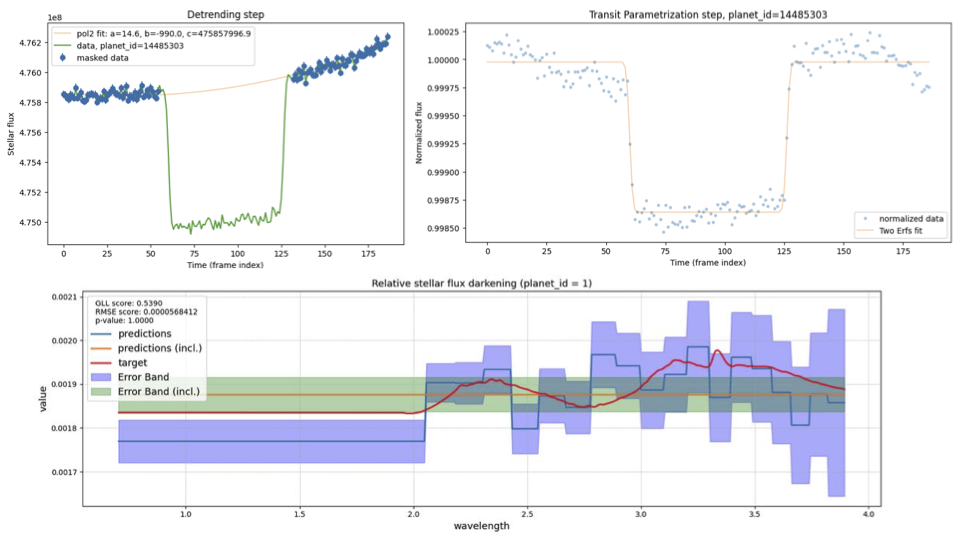 Detrending step
1e8
pol2 fit: a=14.6, b=-990.0, c=475857996.9
data, planet_id=14485303
masked data
4.762
4.760
4.758
4.756
4.754
4.752
4.750
Stellar flux
0 25 50 75 100 125 150 175
Time (frame index)
Transit Parametrization step, planet_id=14485303
1.00025
1.00000
0.99975
0.99950
0.99925
0.99900
0.99875
0.99850
Normalized flux
normalized data
Two Erfs fit
0 25 50 75 100 125 150 175
Time (frame index)
Relative stellar flux darkening (planet_id = 1)
GLL score: 0.5390
RMSE score: 0.0000568412
p-value: 1.0000
predictions
predictions (incl.)
target
Error Band
Error Band (incl.)
0.0021
0.0020
0.0019
0.0018
0.0017
value
1.0 1.5 2.0 2.5 3.0 3.5 4.0
wavelength